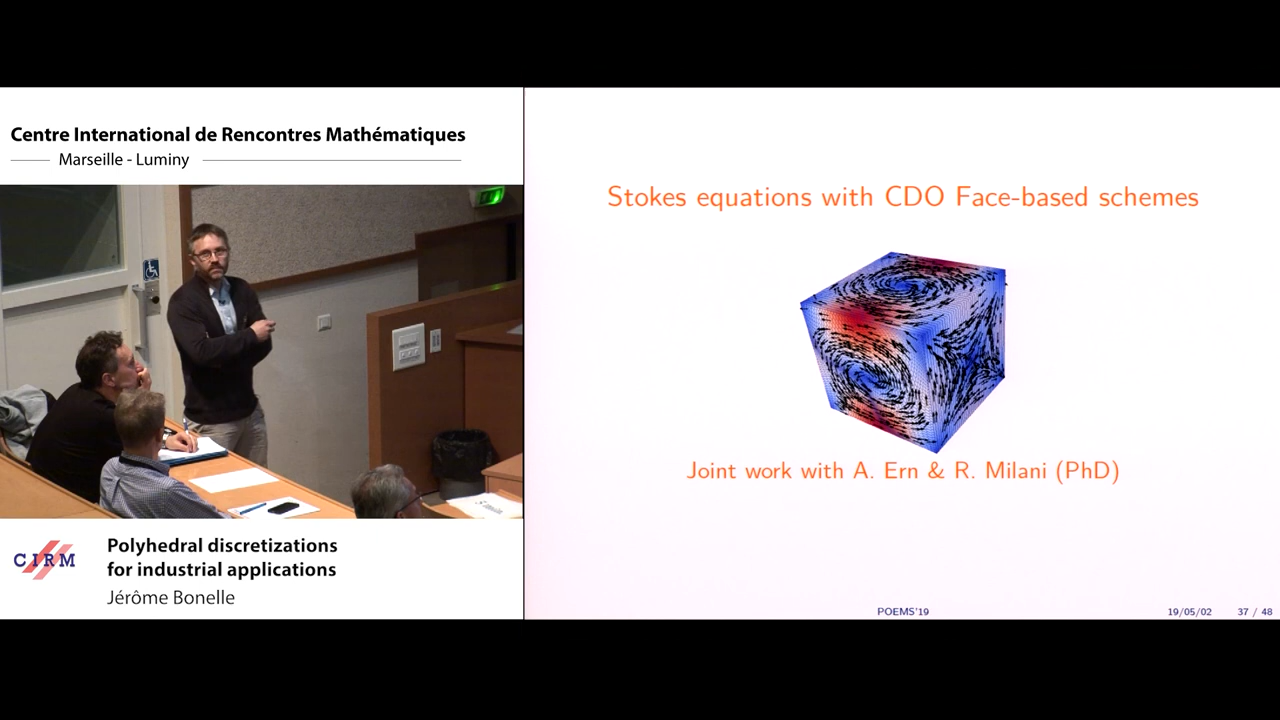 Centre International de Rencontres Mathématiques
Marseille - Luminy
CIRM
Polyhedral discretizations
for industrial applications
Jérôme Bonelle
Stokes equations with CDO Face-based schemes
Joint work with A. Ern & R. Milani (PhD)
POEMS'19
19/05/02
37 / 48